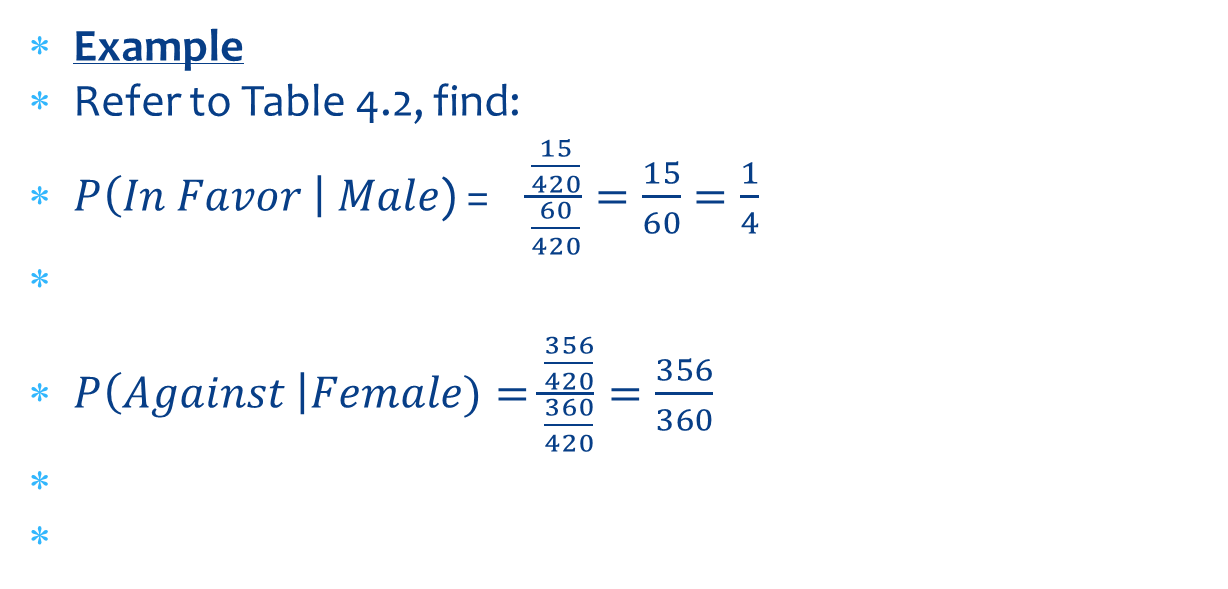 * Example
* Refer to Table 4.2, find:
* P(In Favor | Male) = (15/420)/(60/420) = 15/60 = 1/4
*
* P(Against |Female) = (356/420)/(360/420) = 356/360
*
*